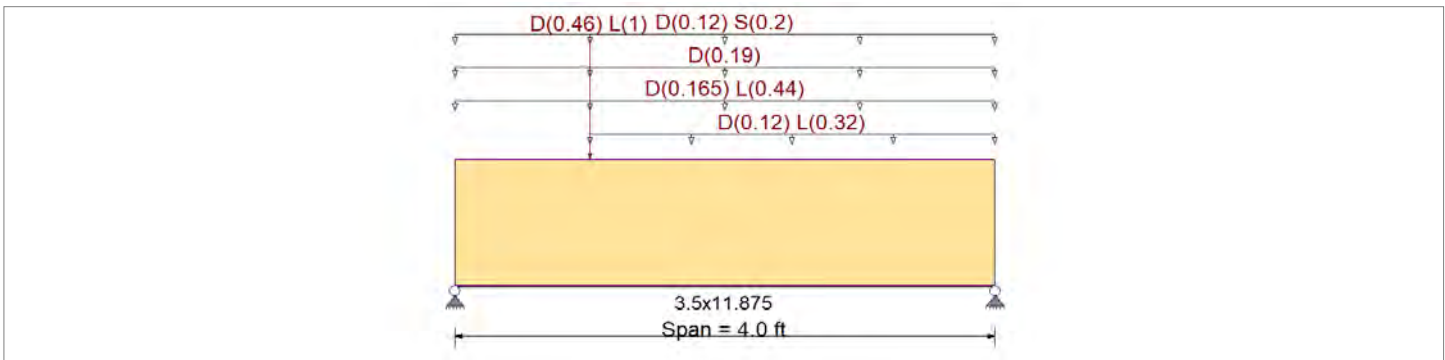 D(0.46) L(1) D(0.12) S(0.2)
D(0.19)
D(0.165) L(0.44)
D(0.12) L(0.32)
3.5x11.875
Span = 4.0 ft